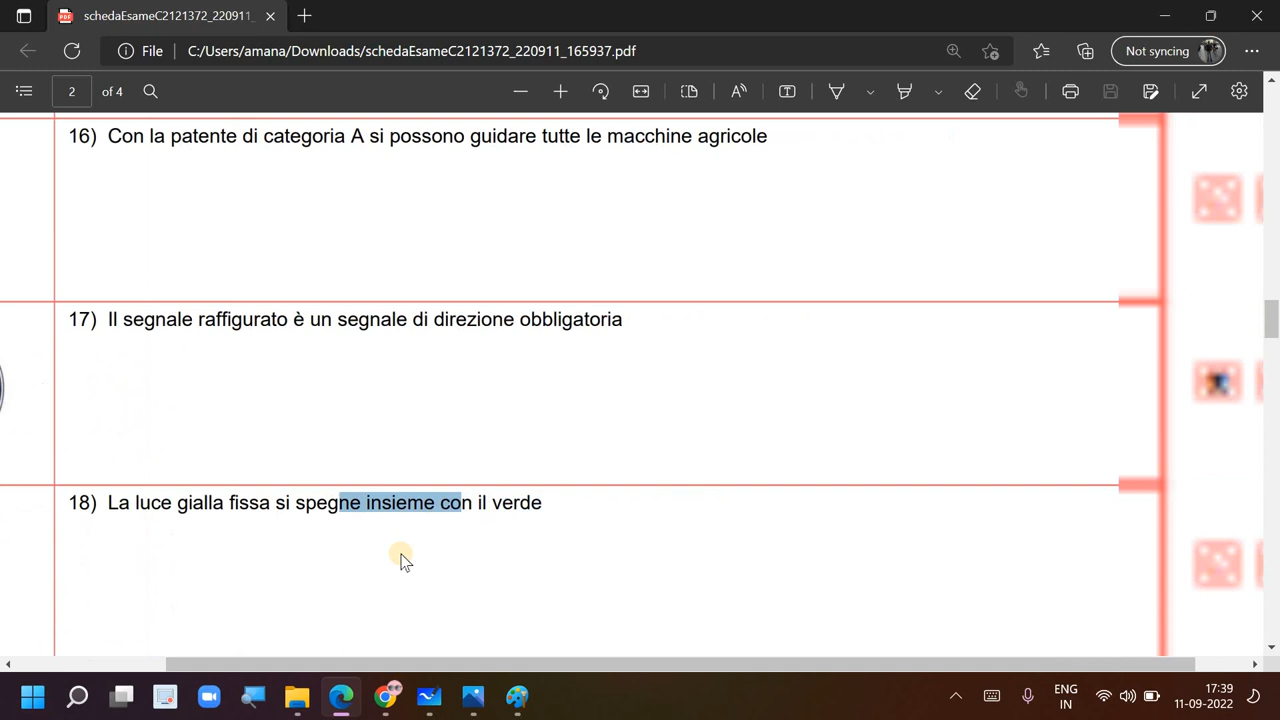 schedaEsameC2121372_220911_
File C:/Users/amana/Downloads/schedaEsameC2121372_220911_165937.pdf Not syncing
2 of 4
16) Con la patente di categoria A si possono guidare tutte le macchine agricole
17) Il segnale raffigurato è un segnale di direzione obbligatoria
18) La luce gialla fissa si spegne insieme con il verde
ENG 17:39
IN 11-09-2022